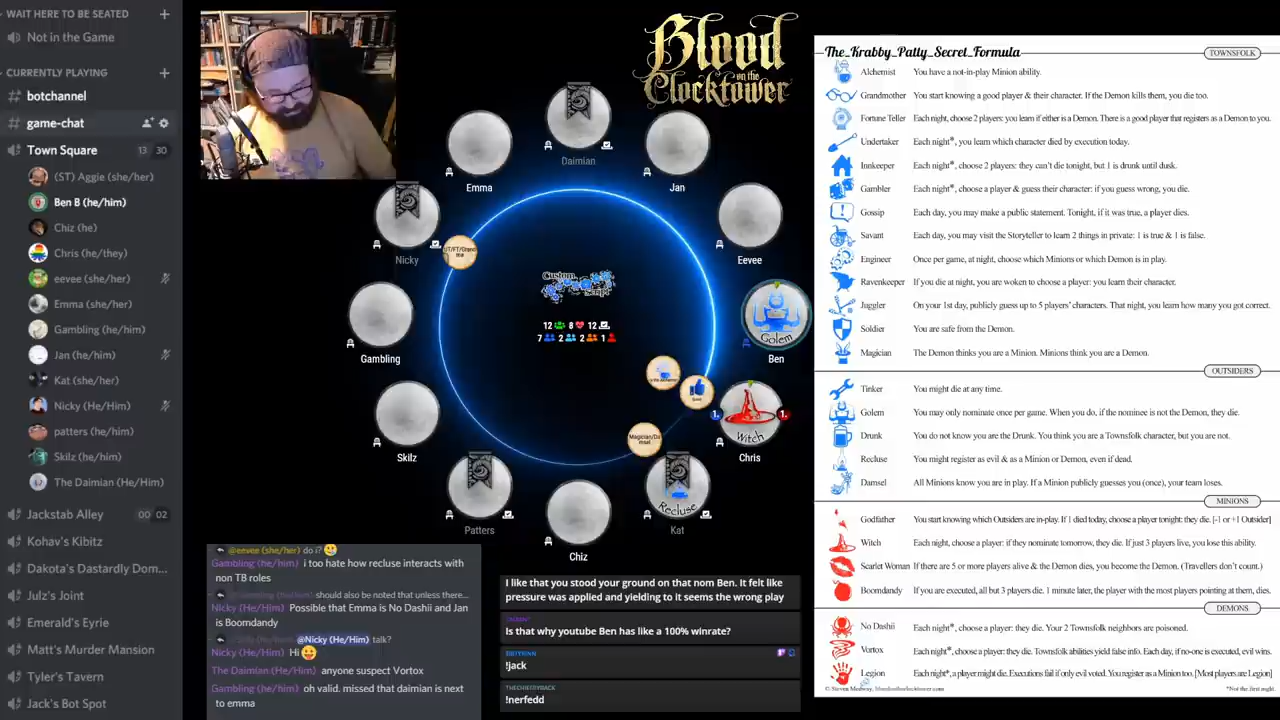 WAIT HERE TO BE SEATED
Not in the Game
CURRENTLY PLAYING
botchannel
game-chat
Town Square 13 30
(ST) Aggie (she/her)
Ben B (he/him)
Chiz (he)
Chris (he/they)
eevee (she/her)
Emma (she/her)
Gambling (he/him)
Jan (he/him)
Kat (she/her)
Nicky (He/Him)
patters (he/him)
Skilz (he/him)
The Daimian (He/Him)
Jackstab Alley 00 02
Kohav's Kibitz
Dakota's Dastardly Dom...
Julz's Joint
Emerald's Eyrie
Matt's Murder Mansion
Tyler's Tavern
Jack's Bot Spot
Blood
on the
Clocktower
Daimian
Emma
Jan
Nicky
Eevee
Golem
Ben
Gambling
Custom
Script
12 8 12
7 2 2 1
Witch
Chris
1. 1.
Skilz
Patters
Recluse
Kat
Chiz
@eevee (she/her) do i?
Gambling (he/him) i too hate how recluse interacts with
non TB roles
should also be noted that unless there...
Nicky (He/Him) Possible that Emma is No Dashii and Jan
is Boomdandy
@Nicky (He/Him) talk?
Nicky (He/Him) Hi
The Daimian (He/Him) anyone suspect Vortox
Gambling (he/him) oh valid. missed that daimian is next
to emma
I like that you stood your ground on that nom Ben. It felt like
pressure was applied and yielding to it seems the wrong play
Is that why youtube Ben has like a 100% winrate?
!jack
!nerfedd
The_Krabby_Patty_Secret_Formula
TOWNSFOLK
Alchemist You have a not-in-play Minion ability.
Grandmother You start knowing a good player & their character. If the Demon kills them, you die too.
Fortune Teller Each night, choose 2 players: you learn if either is a Demon. There is a good player that registers as a Demon to you.
Undertaker Each night*, you learn which character died by execution today.
Innkeeper Each night*, choose 2 players: they can't die tonight, but 1 is drunk until dusk.
Gambler Each night*, choose a player & guess their character: if you guess wrong, you die.
Gossip Each day, you may make a public statement. Tonight, if it was true, a player dies.
Savant Each day, you may visit the Storyteller to learn 2 things in private: 1 is true & 1 is false.
Engineer Once per game, at night, choose which Minions or which Demon is in play.
Ravenkeeper If you die at night, you are woken to choose a player: you learn their character.
Juggler On your 1st day, publicly guess up to 5 players' characters. That night, you learn how many you got correct.
Soldier You are safe from the Demon.
Magician The Demon thinks you are a Minion. Minions think you are a Demon.
OUTSIDERS
Tinker You might die at any time.
Golem You may only nominate once per game. When you do, if the nominee is not the Demon, they die.
Drunk You do not know you are the Drunk. You think you are a Townsfolk character, but you are not.
Recluse You might register as evil & as a Minion or Demon, even if dead.
Damsel All Minions know you are in play. If a Minion publicly guesses you (once), your team loses.
MINIONS
Godfather You start knowing which Outsiders are in-play. If 1 died today, choose a player tonight: they die. [-1 or +1 Outsider]
Witch Each night, choose a player: if they nominate tomorrow, they die. If just 3 players live, you lose this ability.
Scarlet Woman If there are 5 or more players alive & the Demon dies, you become the Demon. (Travellers don't count.)
Boomdandy If you are executed, all but 3 players die. 1 minute later, the player with the most players pointing at them, dies.
DEMONS
No Dashii Each night*, choose a player: they die. Your 2 Townsfolk neighbors are poisoned.
Vortox Each night*, choose a player: they die. Townsfolk abilities yield false info. Each day, if no-one is executed, evil wins.
Legion Each night*, a player might die. Executions fail if only evil voted. You register as a Minion too. [Most players are Legion]
© Steven Medway, bloodontheclocktower.com *Not the first night.